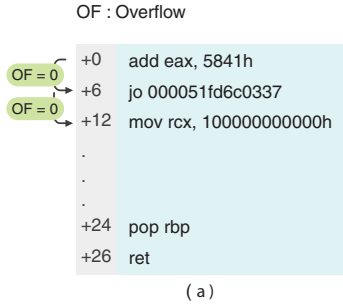 OF : Overflow
OF = 0
OF = 0
+0 add eax, 5841h
+6 jo 000051fd6c0337
+12 mov rcx, 100000000000h
.
.
.
+24 pop rbp
+26 ret
( a )